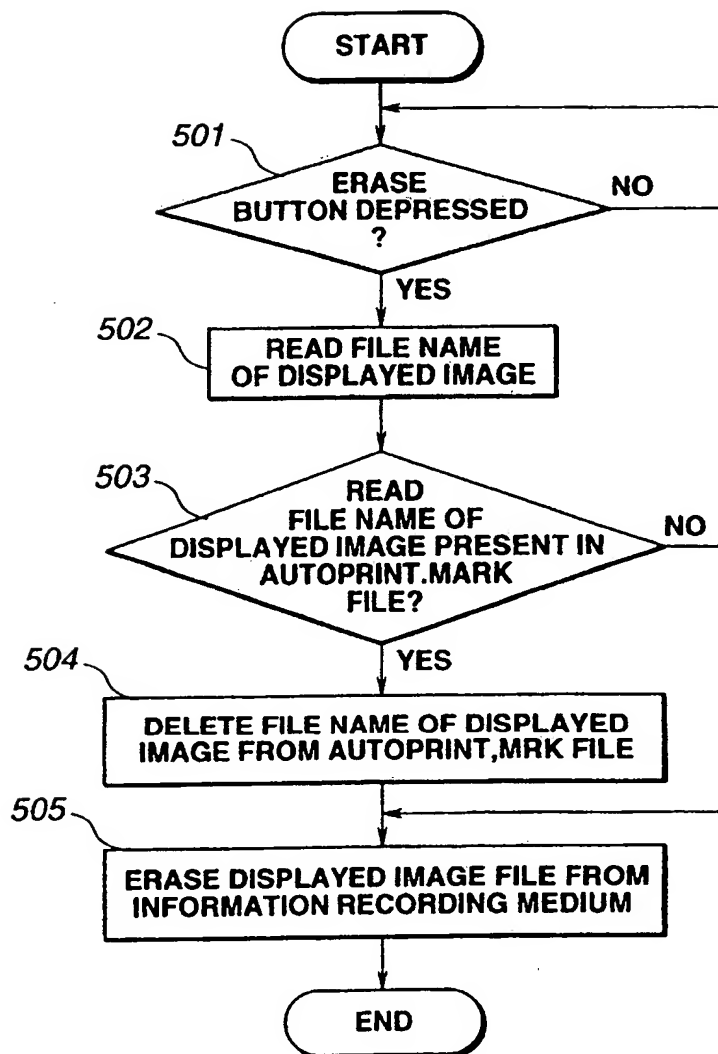 START
501
ERASE
BUTTON DEPRESSED
?
NO
YES
502
READ FILE NAME
OF DISPLAYED IMAGE
503
READ
FILE NAME OF
DISPLAYED IMAGE PRESENT IN
AUTOPRINT.MARK
FILE?
NO
YES
504
DELETE FILE NAME OF DISPLAYED
IMAGE FROM AUTOPRINT,MRK FILE
505
ERASE DISPLAYED IMAGE FILE FROM
INFORMATION RECORDING MEDIUM
END